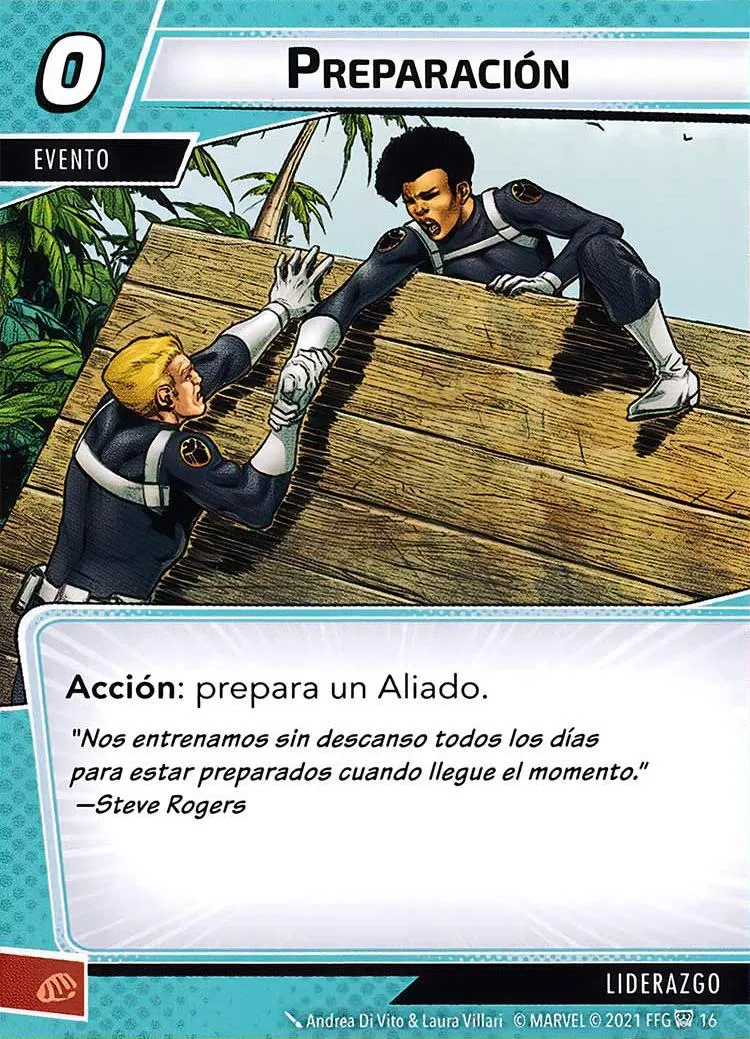 0
PREPARACIÓN
EVENTO
Acción: prepara un Aliado.
"Nos entrenamos sin descanso todos los días
para estar preparados cuando llegue el momento."
—Steve Rogers
LIDERAZGO
Andrea Di Vito & Laura Villari © MARVEL © 2021 FFG 16